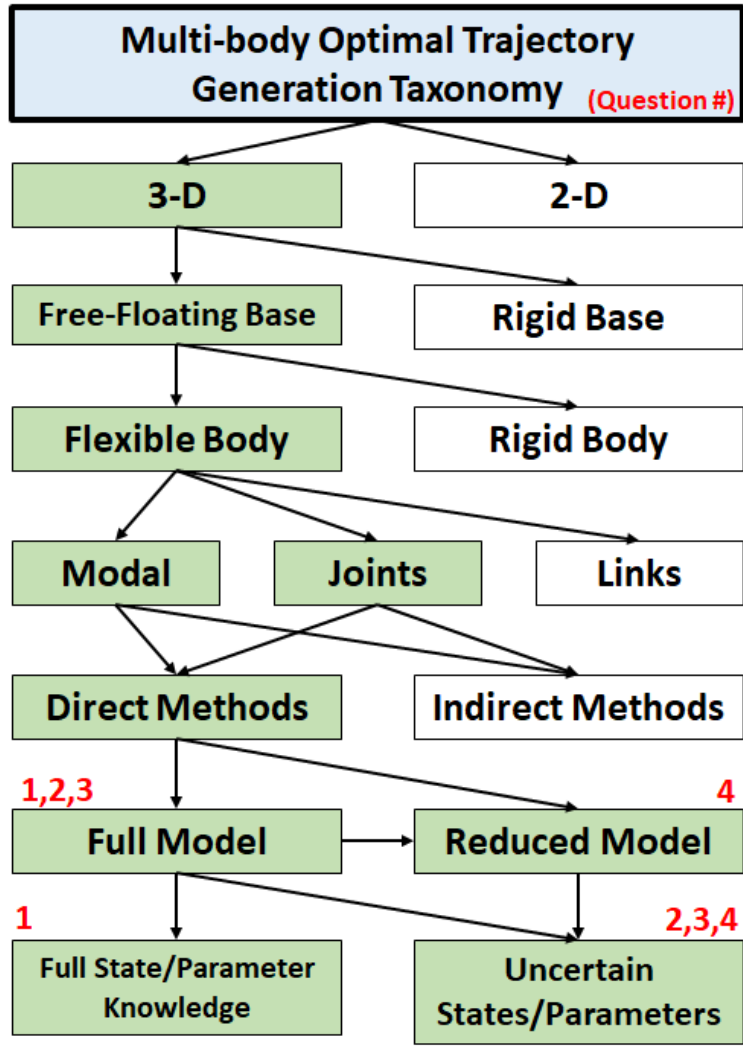 Multi-body Optimal Trajectory
Generation Taxonomy (Question #)
3-D
2-D
Free-Floating Base
Rigid Base
Flexible Body
Rigid Body
Modal
Joints
Links
Direct Methods
Indirect Methods
1,2,3
4
Full Model
Reduced Model
1
2,3,4
Full State/Parameter
Knowledge
Uncertain
States/Parameters